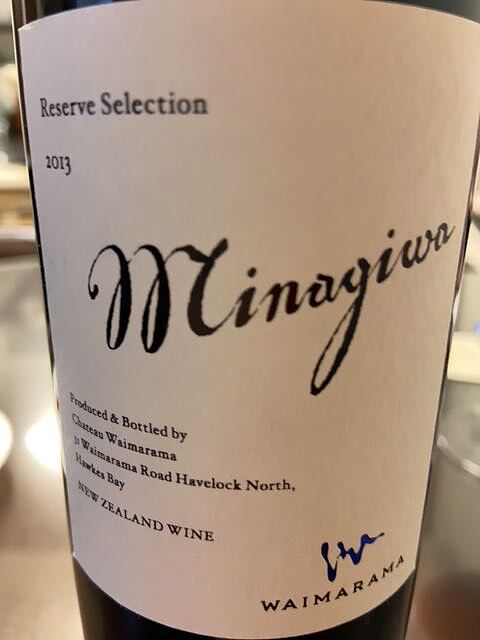 Reserve Selection
2013
Minagiwa
Produced & Bottled by
Chateau Waimarama
31 Waimarama Road Havelock North,
Hawkes Bay
NEW ZEALAND WINE
WAIMARAMA